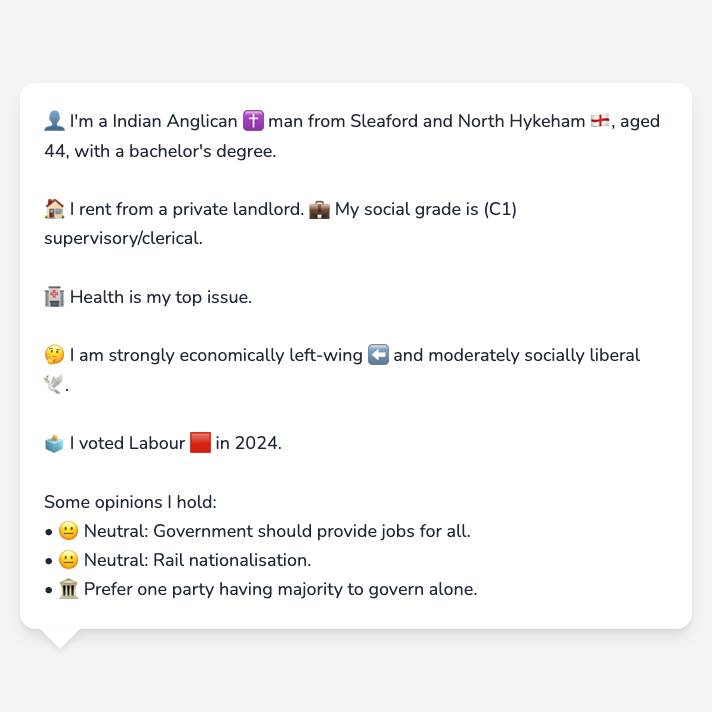 👤 I'm a Indian Anglican ✝️ man from Sleaford and North Hykeham 🏴󠁧󠁢󠁥󠁮󠁧󠁿, aged
44, with a bachelor's degree.
🏠 I rent from a private landlord. 💼 My social grade is (C1)
supervisory/clerical.
🏥 Health is my top issue.
🤔 I am strongly economically left-wing ⬅️ and moderately socially liberal
🕊️.
🗳️ I voted Labour 🟥 in 2024.
Some opinions I hold:
• 😐 Neutral: Government should provide jobs for all.
• 😐 Neutral: Rail nationalisation.
• 🏛️ Prefer one party having majority to govern alone.